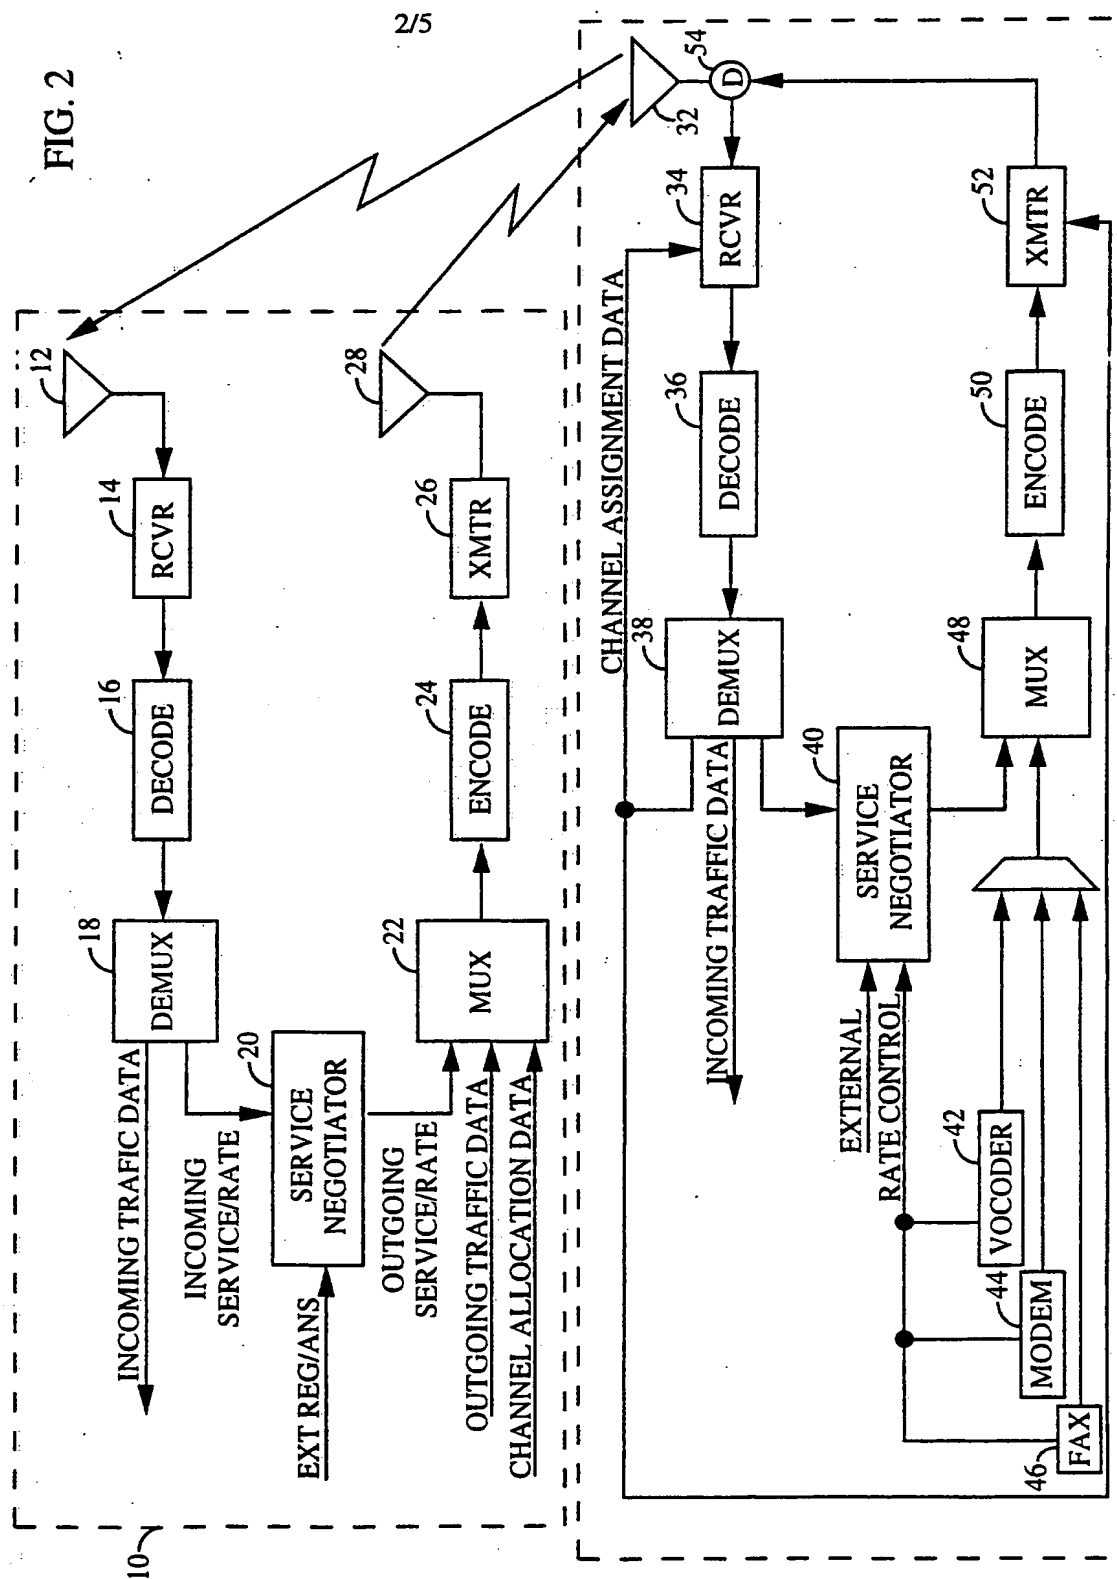 2/5
FIG. 2
10
12
14
RCVR
16
DECODE
18
DEMUX
INCOMING TRAFFIC DATA
INCOMING
SERVICE/RATE
20
SERVICE
NEGOTIATOR
EXT REG/ANS
OUTGOING
SERVICE/RATE
OUTGOING TRAFFIC DATA
CHANNEL ALLOCATION DATA
22
MUX
24
ENCODE
26
XMTR
28
32
54
D
34
RCVR
CHANNEL ASSIGNMENT DATA
36
DECODE
38
DEMUX
INCOMING TRAFFIC DATA
40
SERVICE
NEGOTIATOR
EXTERNAL
RATE CONTROL
42
VOCODER
44
MODEM
46
FAX
48
MUX
50
ENCODE
52
XMTR